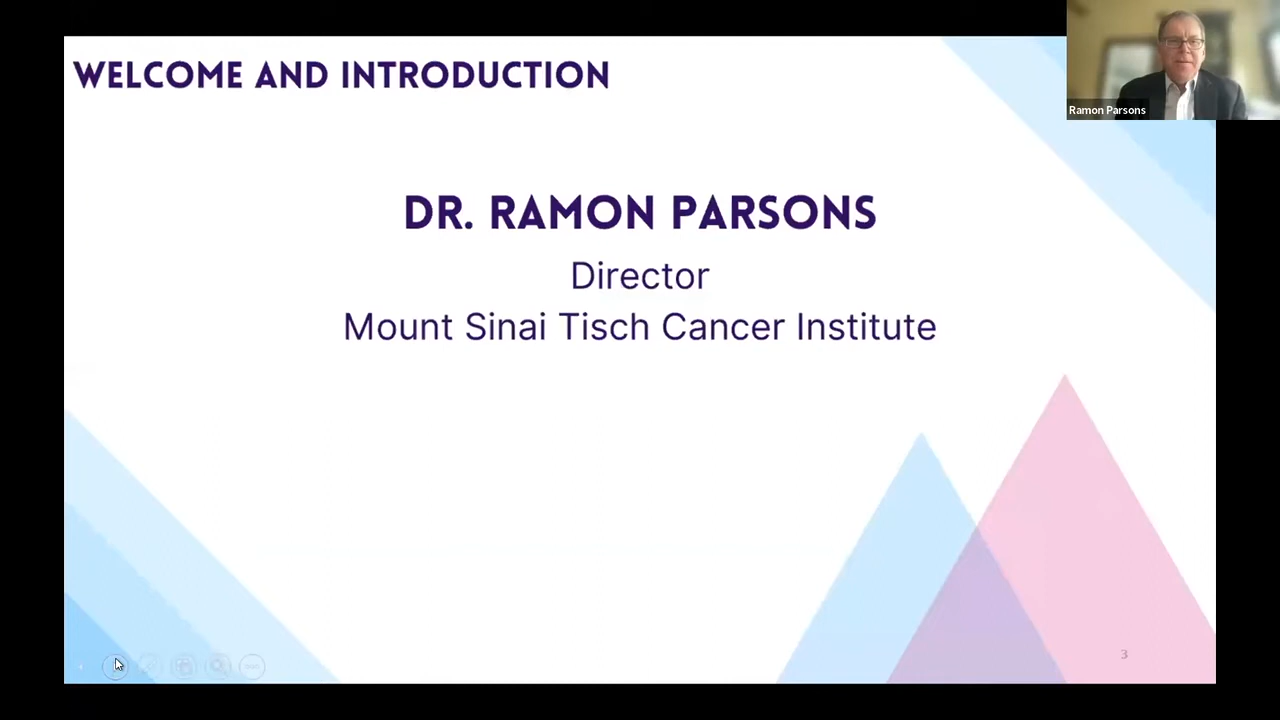 WELCOME AND INTRODUCTION
Ramon Parsons
DR. RAMON PARSONS
Director
Mount Sinai Tisch Cancer Institute
3